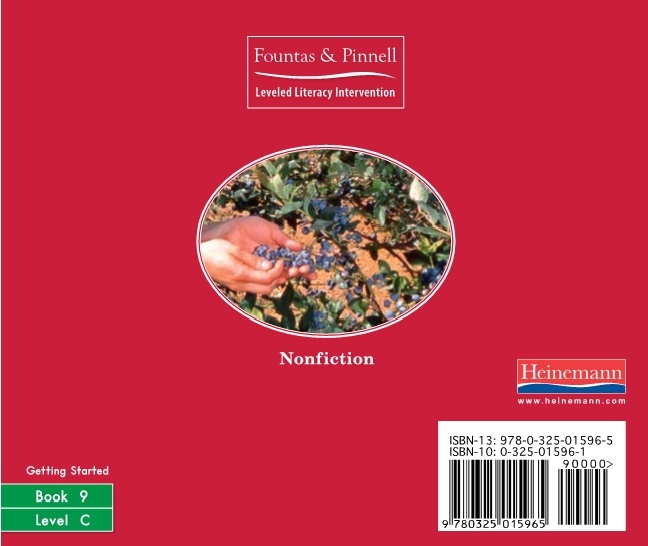 Fountas & Pinnell
Leveled Literacy Intervention
Nonfiction
Heinemann
www.heinemann.com
ISBN-13: 978-0-325-01596-5
ISBN-10: 0-325-01596-1
90000>
9 780325 015965
Getting Started
Book 9
Level C